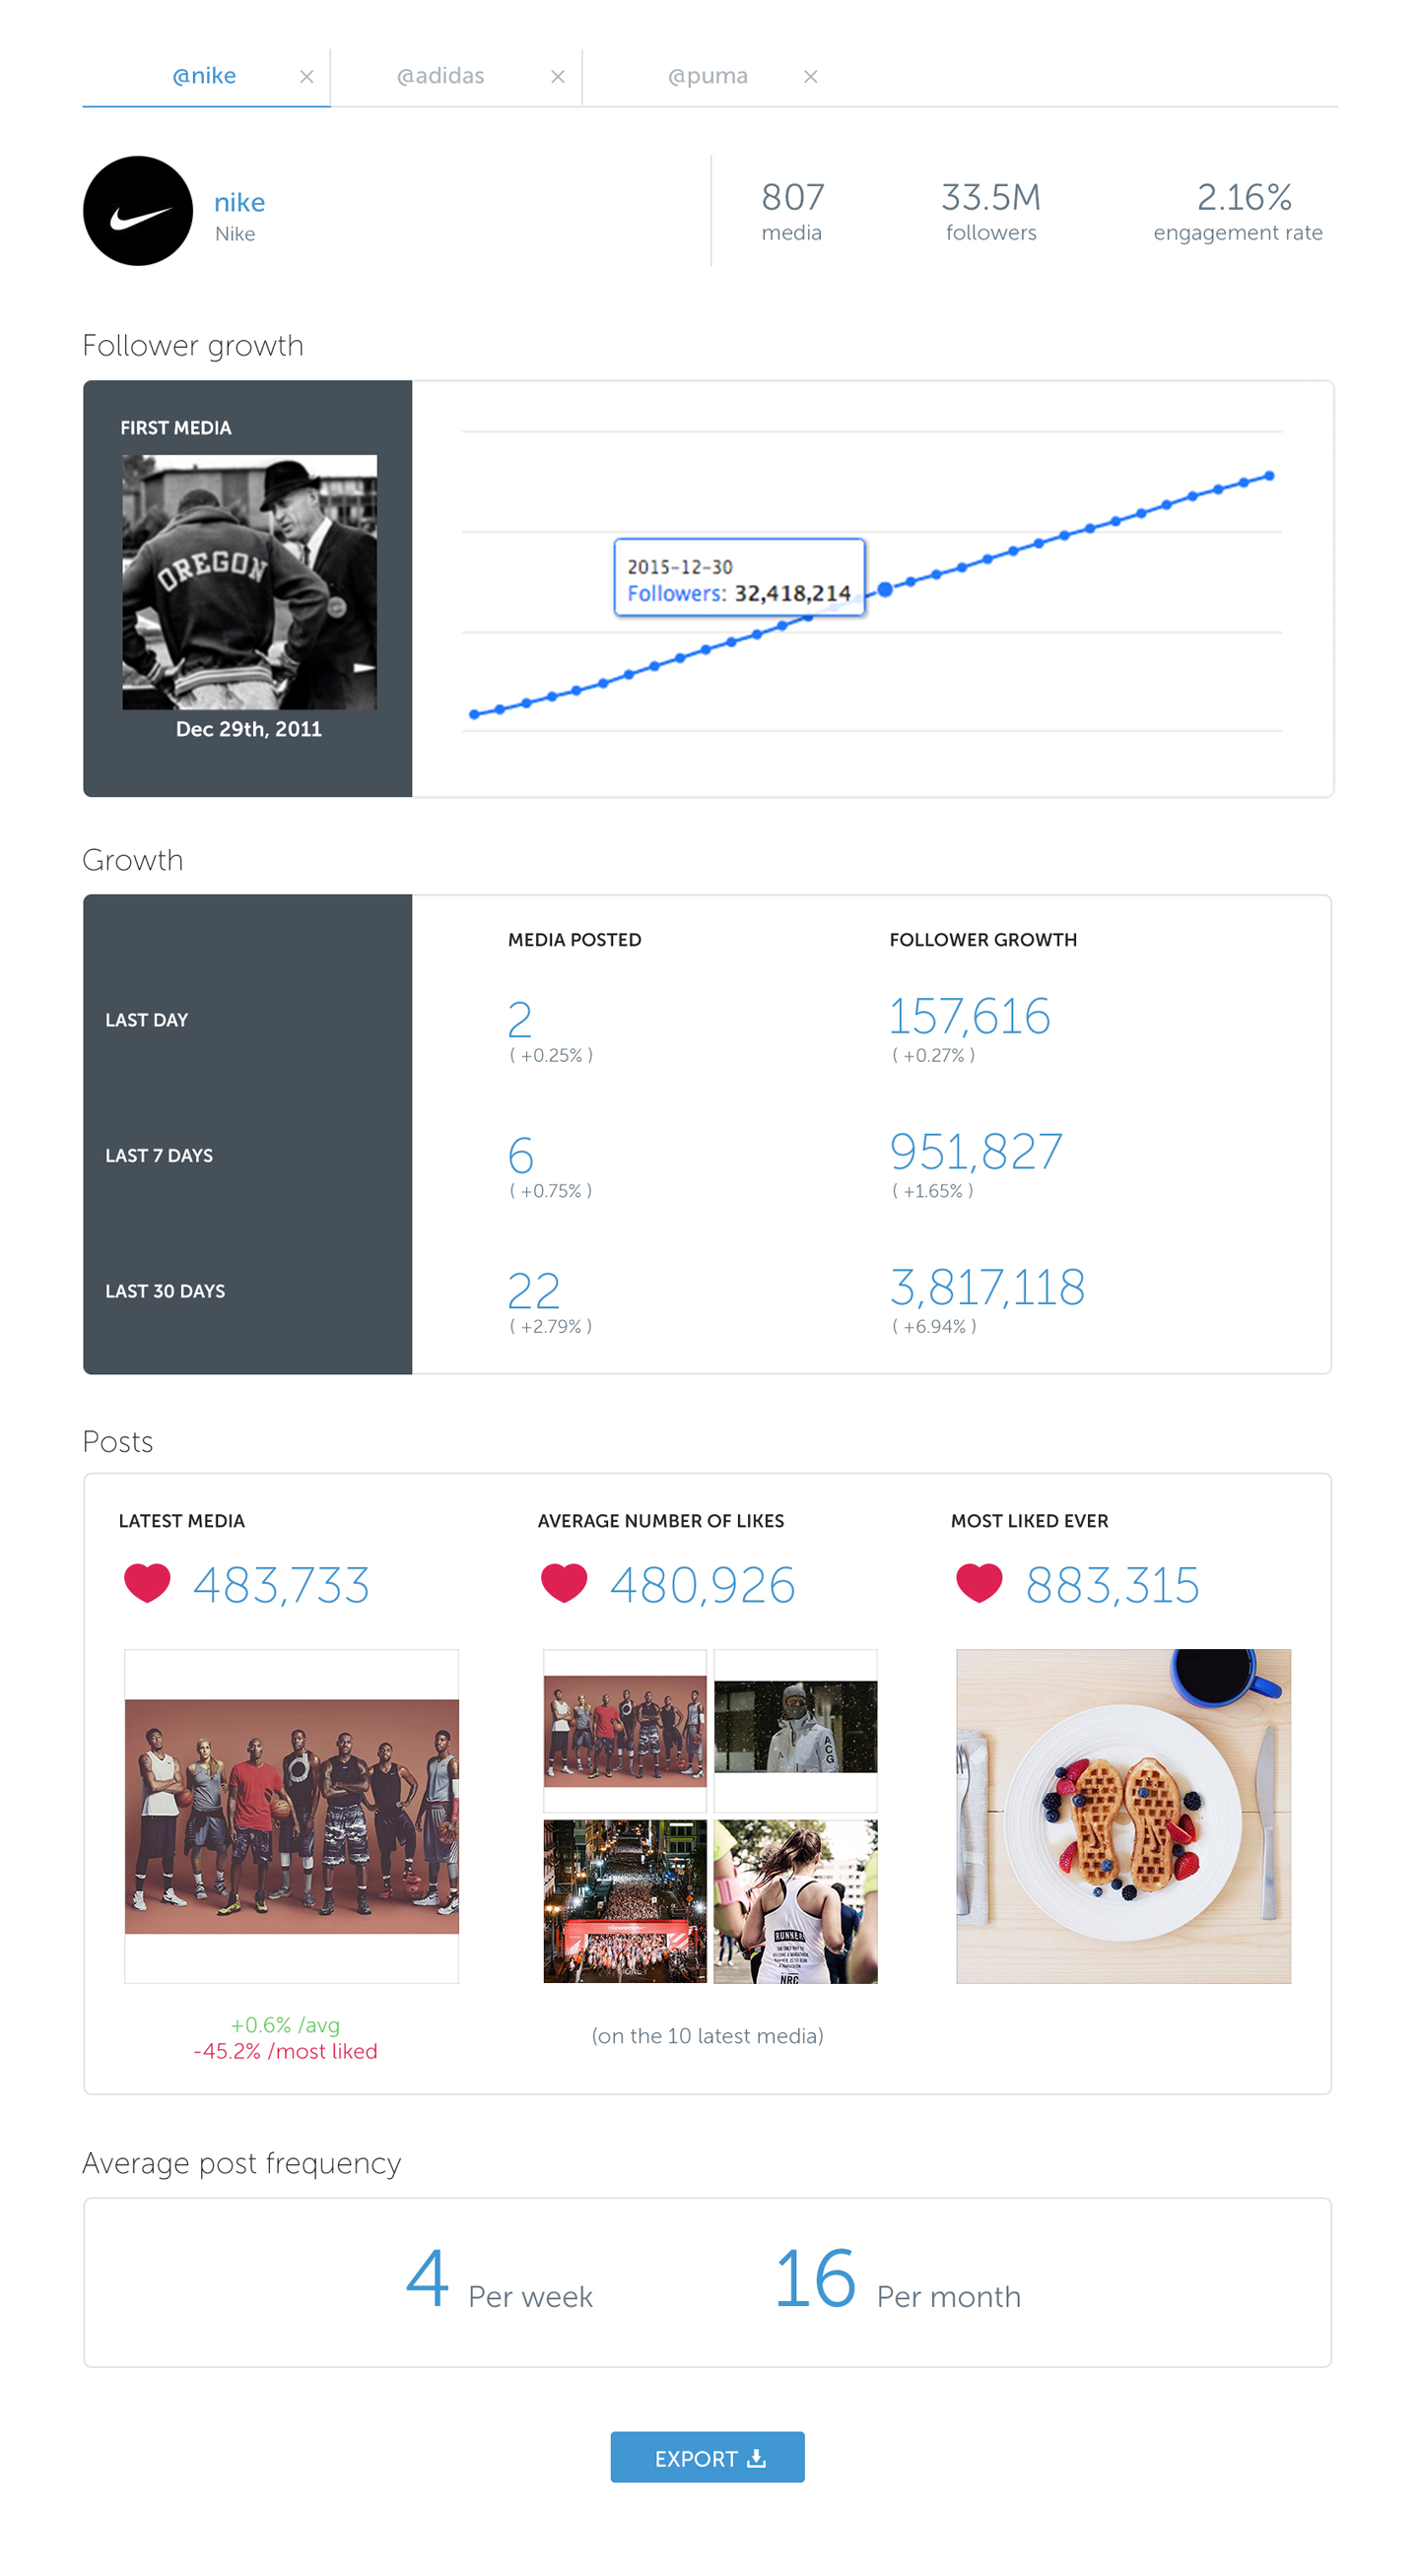 @nike × @adidas × @puma ×
nike
Nike
807
media
33.5M
followers
2.16%
engagement rate
Follower growth
FIRST MEDIA
OREGON
Dec 29th, 2011
2015-12-30
Followers: 32,418,214
Growth
MEDIA POSTED FOLLOWER GROWTH
LAST DAY
2
( +0.25% )
157,616
( +0.27% )
LAST 7 DAYS
6
( +0.75% )
951,827
( +1.65% )
LAST 30 DAYS
22
( +2.79% )
3,817,118
( +6.94% )
Posts
LATEST MEDIA
483,733
+0.6% /avg
-45.2% /most liked
AVERAGE NUMBER OF LIKES
480,926
ACG
RUNNER
NRC
(on the 10 latest media)
MOST LIKED EVER
883,315
Average post frequency
4 Per week
16 Per month
EXPORT